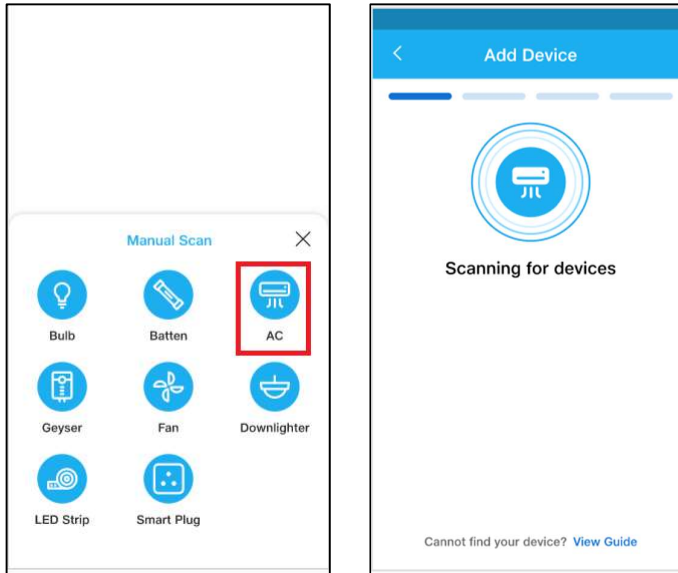 Manual Scan
Bulb Batten AC
Geyser Fan Downlighter
LED Strip Smart Plug
Add Device
Scanning for devices
Cannot find your device? View Guide